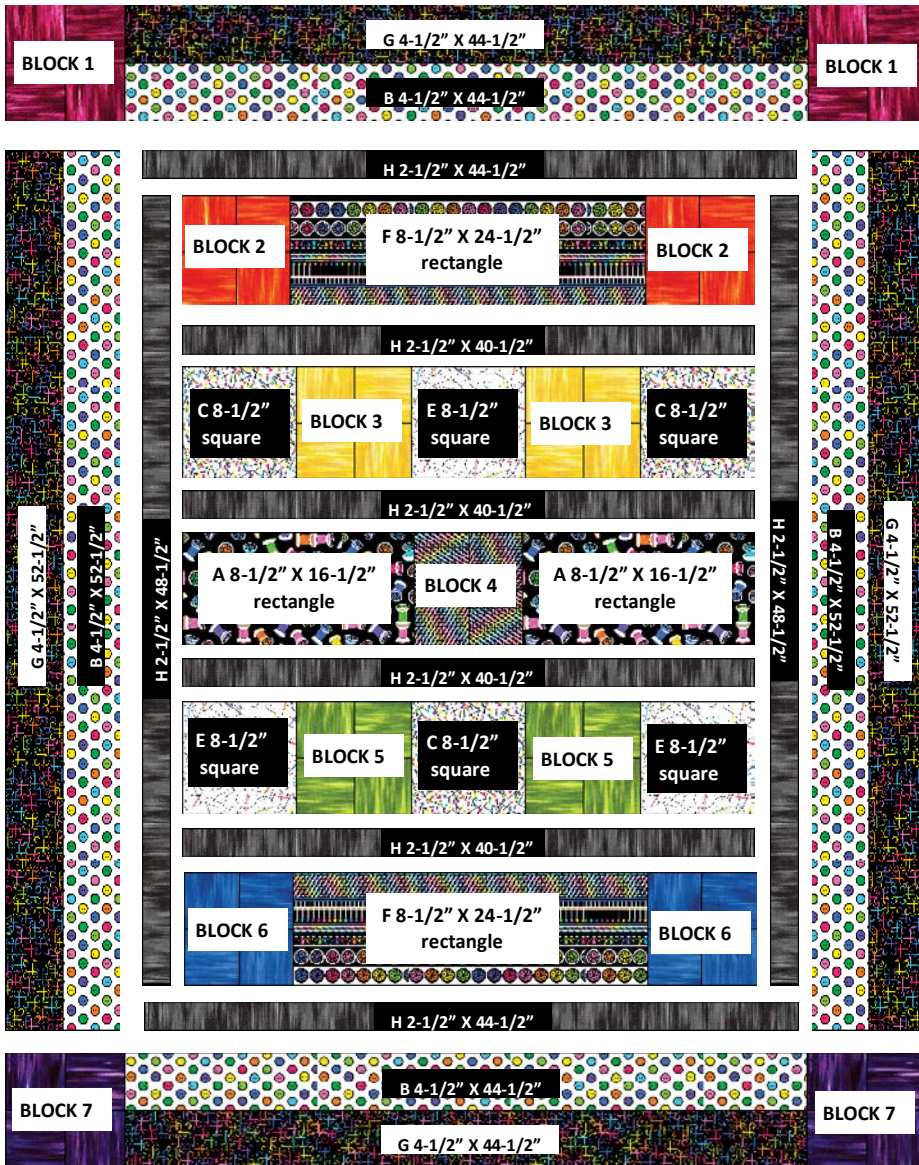 G 4-1/2” X 44-1/2”
BLOCK 1
BLOCK 1
B 4-1/2” X 44-1/2”
H 2-1/2” X 44-1/2”
BLOCK 2
F 8-1/2” X 24-1/2”
rectangle
BLOCK 2
H 2-1/2” X 40-1/2”
C 8-1/2”
square
BLOCK 3
E 8-1/2”
square
BLOCK 3
C 8-1/2”
square
H 2-1/2” X 40-1/2”
G 4-1/2” X 52-1/2”
B 4-1/2” X 52-1/2”
H 2-1/2” X 48-1/2”
A 8-1/2” X 16-1/2”
rectangle
BLOCK 4
A 8-1/2” X 16-1/2”
rectangle
H 2-1/2” X 48-1/2”
B 4-1/2” X 52-1/2”
G 4-1/2” X 52-1/2”
H 2-1/2” X 40-1/2”
E 8-1/2”
square
BLOCK 5
C 8-1/2”
square
BLOCK 5
E 8-1/2”
square
H 2-1/2” X 40-1/2”
BLOCK 6
F 8-1/2” X 24-1/2”
rectangle
BLOCK 6
H 2-1/2” X 44-1/2”
B 4-1/2” X 44-1/2”
BLOCK 7
BLOCK 7
G 4-1/2” X 44-1/2”